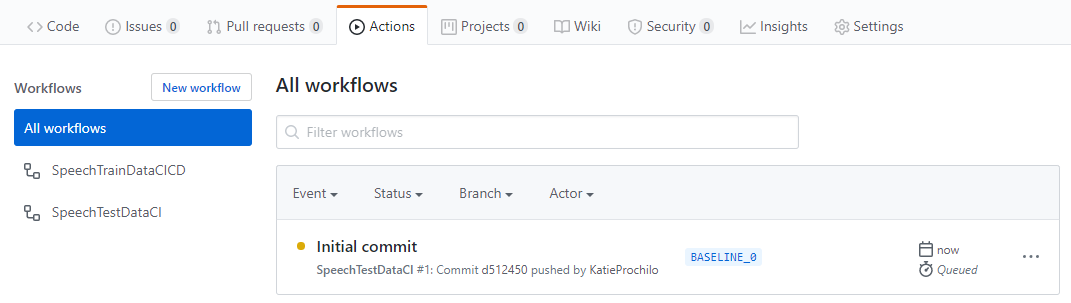 Code Issues 0 Pull requests 0 Actions Projects 0 Wiki Security 0 Insights Settings
Workflows New workflow
All workflows
SpeechTrainDataCICD
SpeechTestDataCI
All workflows
Filter workflows
Event Status Branch Actor
Initial commit
SpeechTestDataCI #1: Commit d512450 pushed by KatieProchilo
BASELINE_0
now
Queued